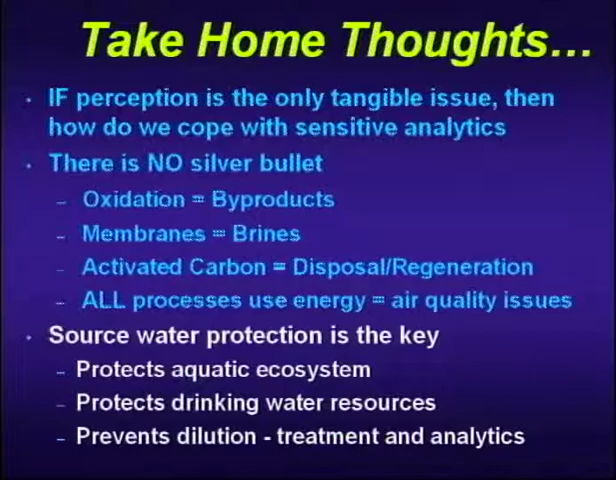 Take Home Thoughts...
• IF perception is the only tangible issue, then
how do we cope with sensitive analytics
• There is NO silver bullet
– Oxidation = Byproducts
– Membranes = Brines
– Activated Carbon = Disposal/Regeneration
– ALL processes use energy = air quality issues
• Source water protection is the key
– Protects aquatic ecosystem
– Protects drinking water resources
– Prevents dilution - treatment and analytics